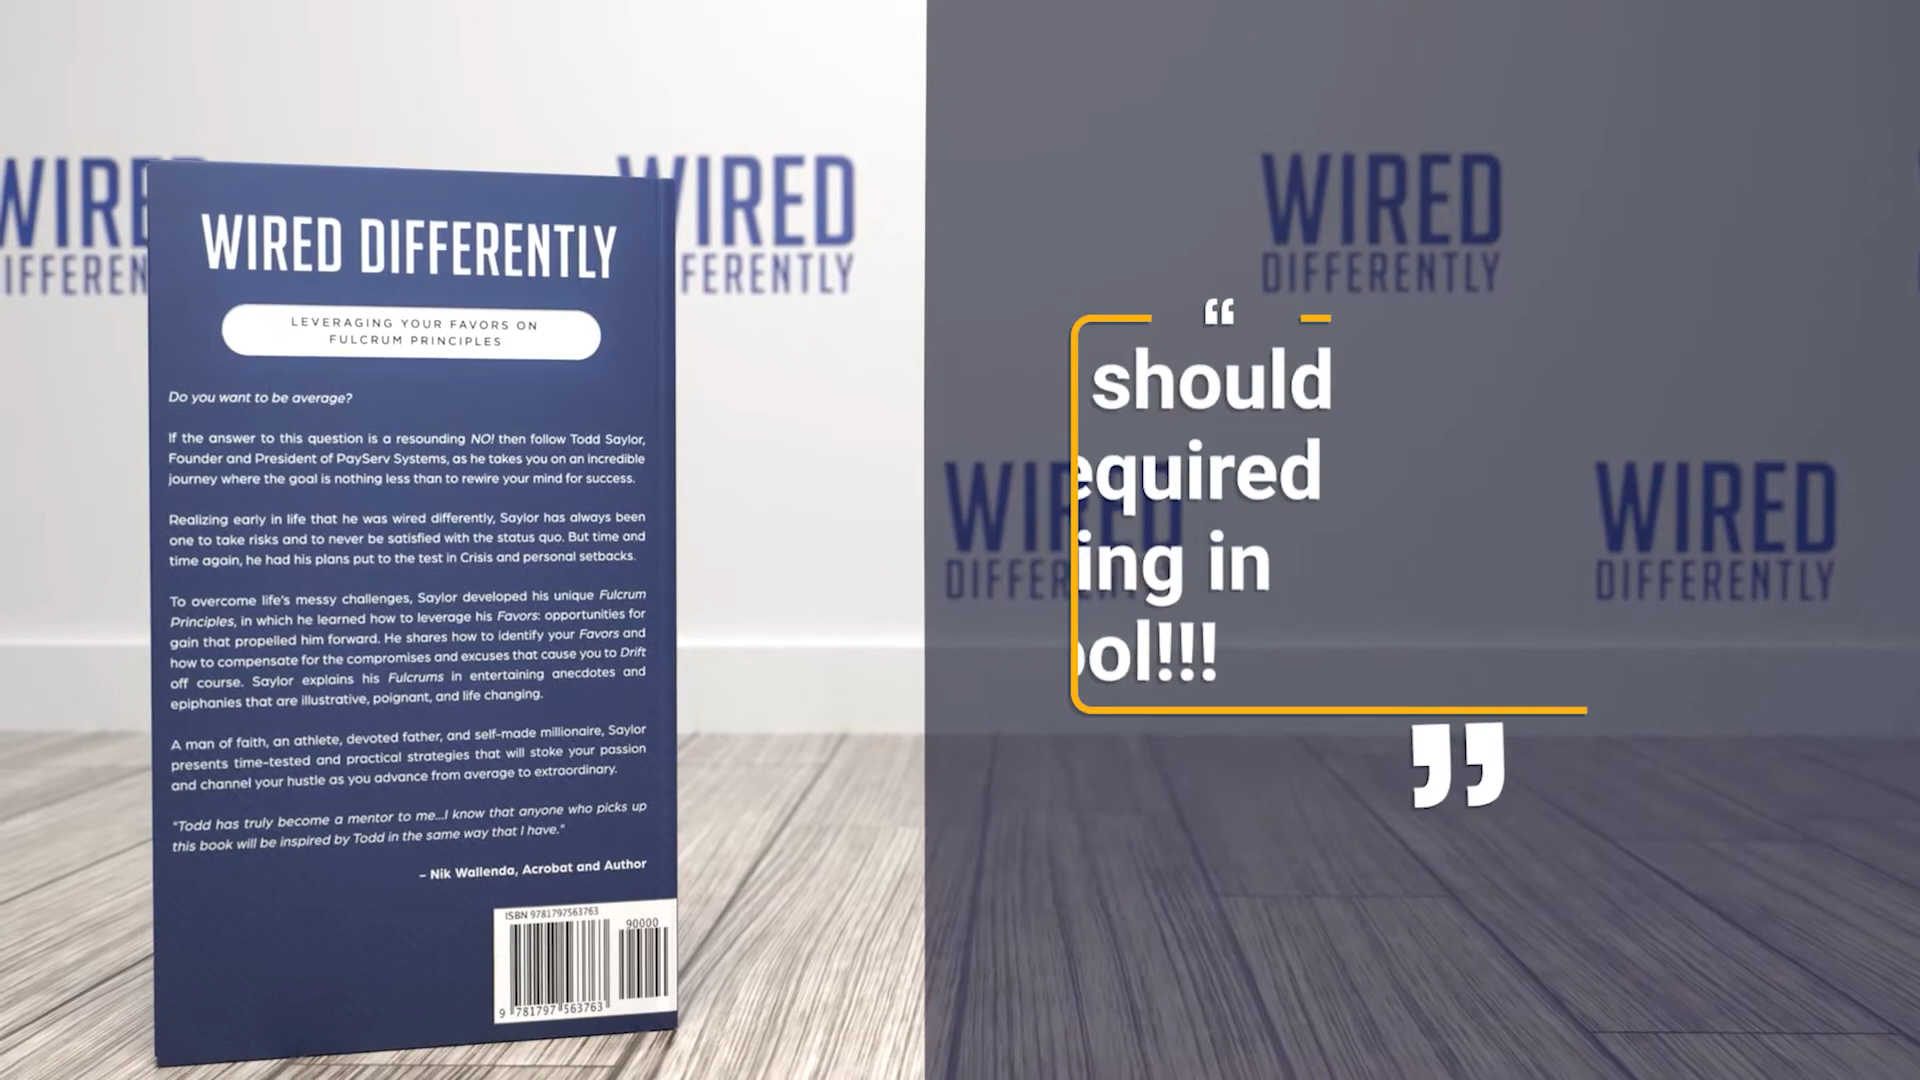 WIRED
DIFFEREN
WIRED
FERENTLY
WIRED DIFFERENTLY
LEVERAGING YOUR FAVORS ON
FULCRUM PRINCIPLES
Do you want to be average?
If the answer to this question is a resounding NO! then follow Todd Saylor,
Founder and President of PayServ Systems, as he takes you on an incredible
journey where the goal is nothing less than to rewire your mind for success.
Realizing early in life that he was wired differently, Saylor has always been
one to take risks and to never be satisfied with the status quo. But time and
time again, he had his plans put to the test in Crisis and personal setbacks.
To overcome life's messy challenges, Saylor developed his unique Fulcrum
Principles, in which he learned how to leverage his Favors: opportunities for
gain that propelled him forward. He shares how to identify your Favors and
how to compensate for the compromises and excuses that cause you to Drift
off course. Saylor explains his Fulcrums in entertaining anecdotes and
epiphanies that are illustrative, poignant, and life changing.
A man of faith, an athlete, devoted father, and self-made millionaire, Saylor
presents time-tested and practical strategies that will stoke your passion
and channel your hustle as you advance from average to extraordinary.
"Todd has truly become a mentor to me...I know that anyone who picks up
this book will be inspired by Todd in the same way that I have."
– Nik Wallenda, Acrobat and Author
ISBN 9781797563763
90000
9 781797 563763
WIRED
DIFFERENTLY
WIRED
DIFFERENTLY
“
should
equired
ing in
ool!!!
”